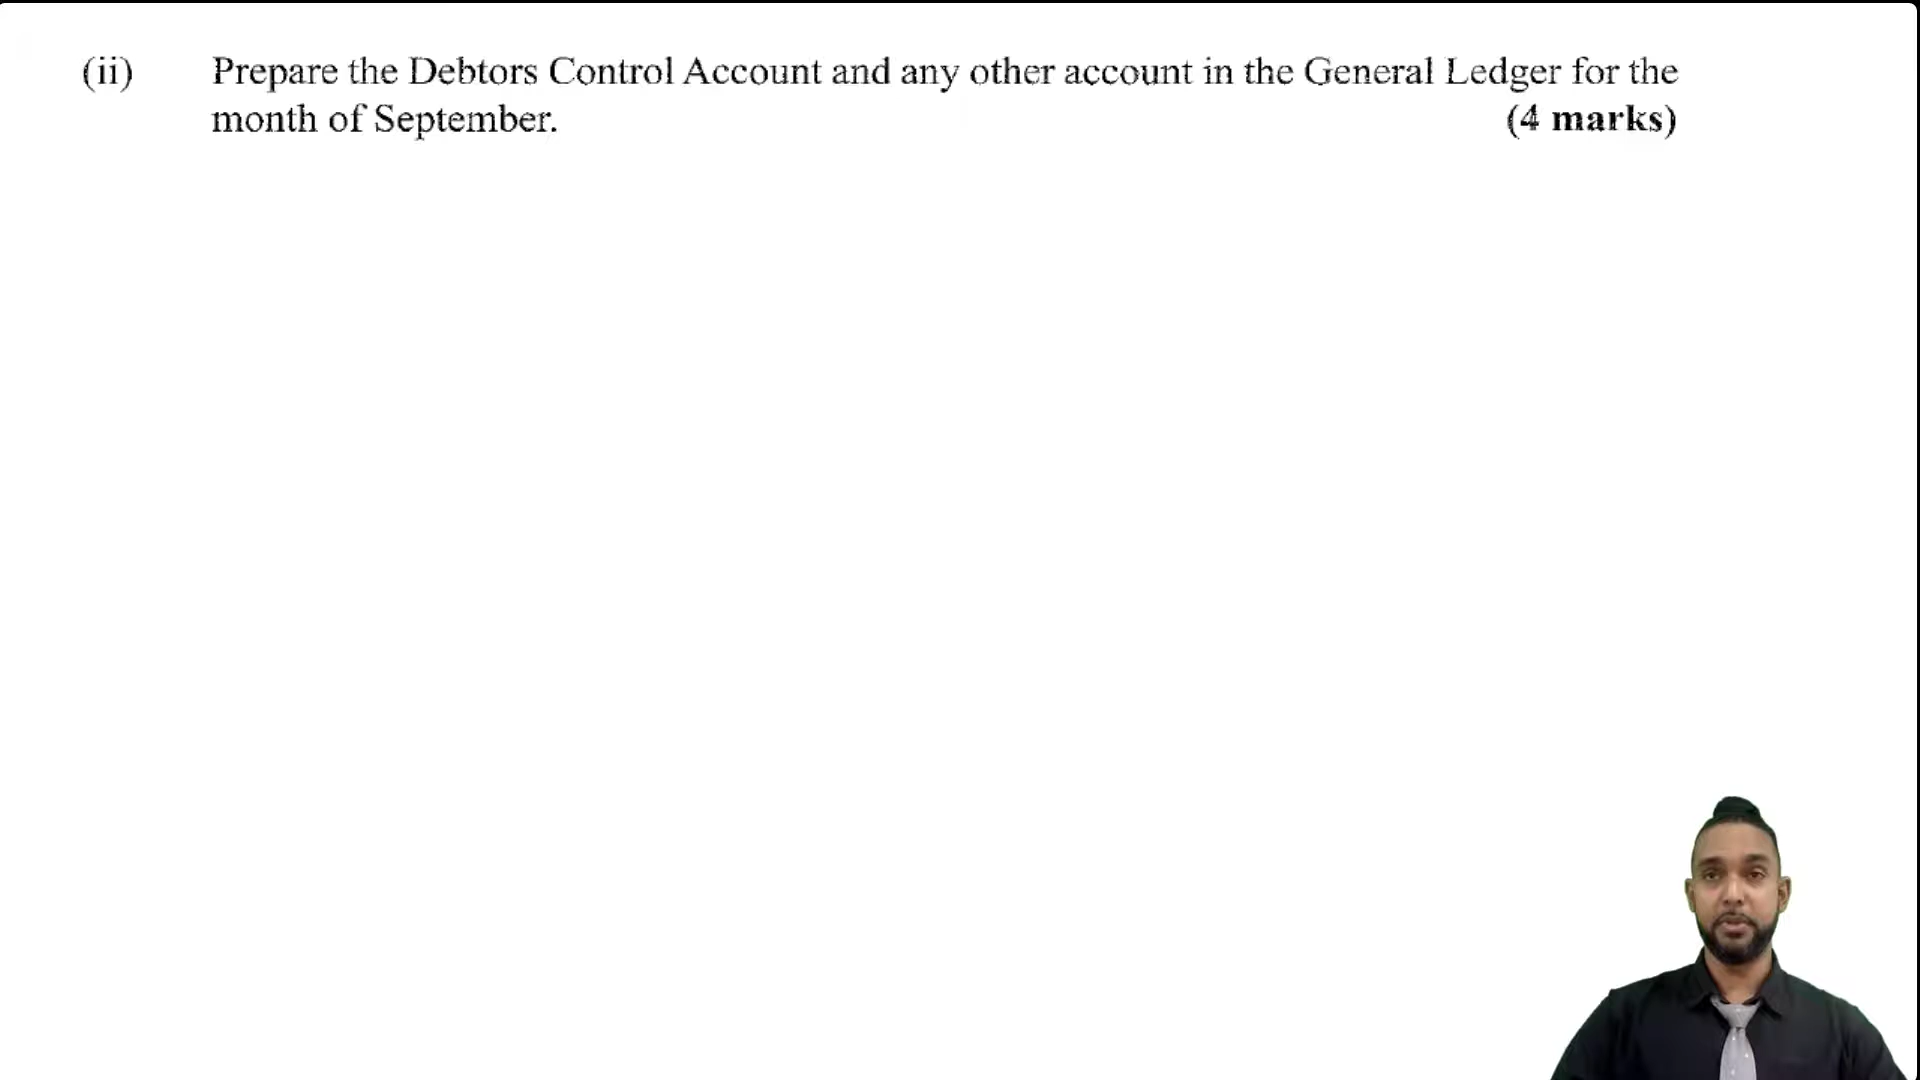 (ii) Prepare the Debtors Control Account and any other account in the General Ledger for the
month of September. (4 marks)